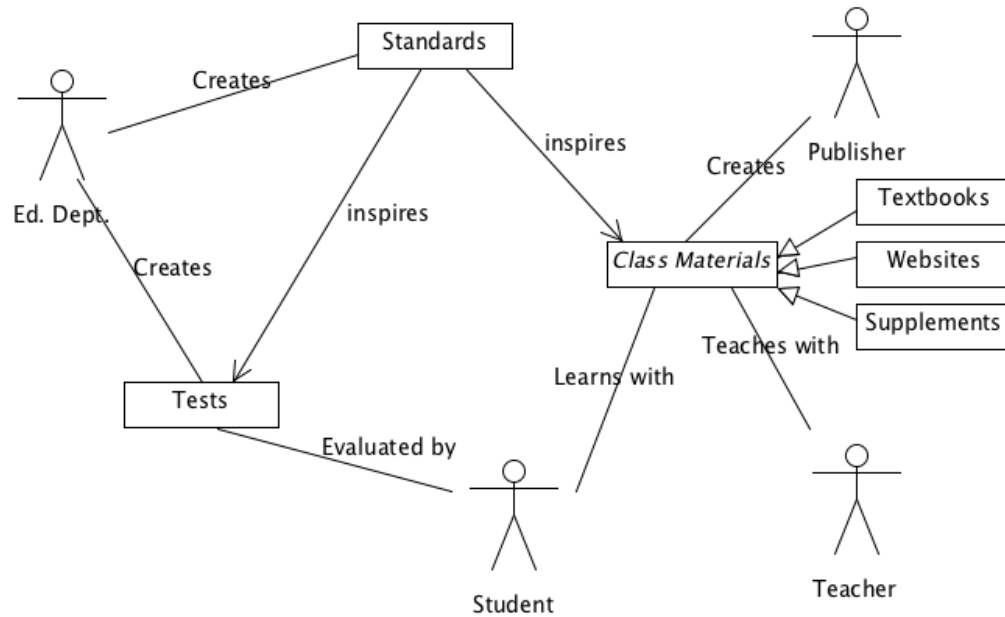 Standards
Creates
Publisher
inspires
Creates
Textbooks
Ed. Dept.
inspires
Class Materials
Websites
Creates
Supplements
Teaches with
Learns with
Tests
Evaluated by
Teacher
Student